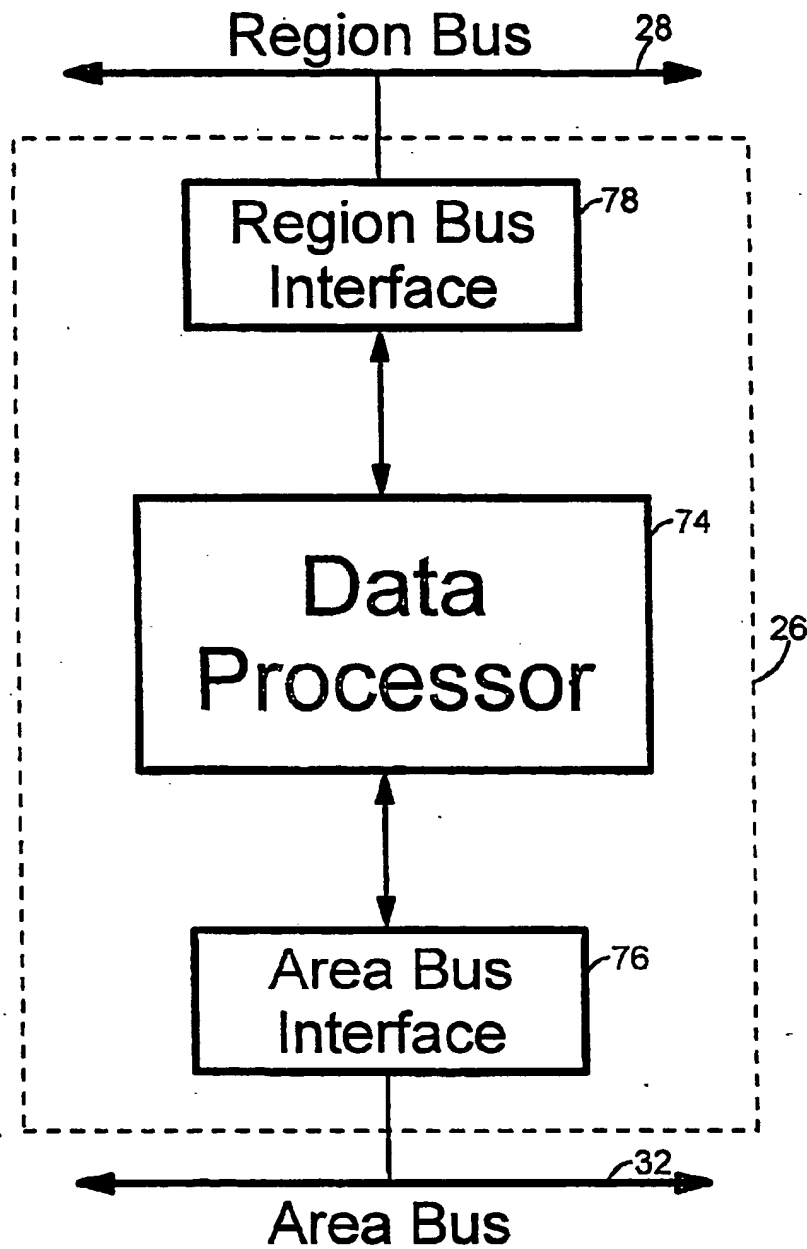 Region Bus
28
Region Bus
Interface
78
Data
Processor
74
26
Area Bus
Interface
76
32
Area Bus